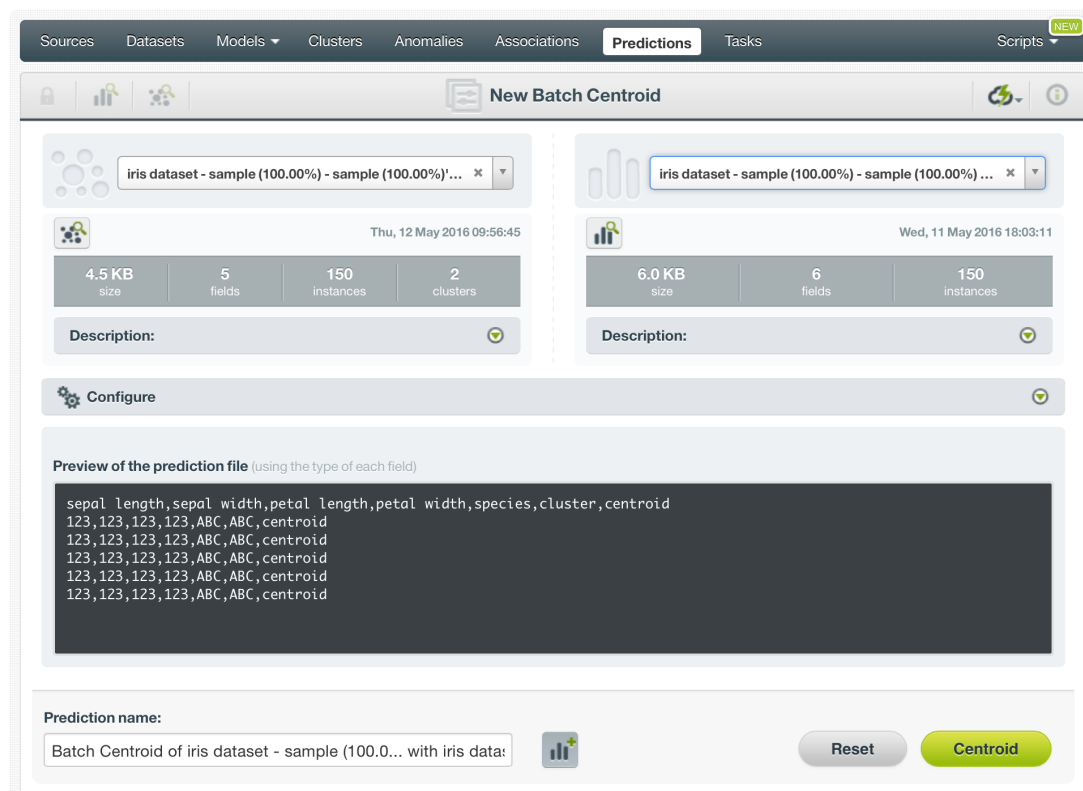 Sources Datasets Models Clusters Anomalies Associations Predictions Tasks Scripts NEW
New Batch Centroid
iris dataset - sample (100.00%) - sample (100.00%)'...
iris dataset - sample (100.00%) - sample (100.00%) ...
Thu, 12 May 2016 09:56:45
Wed, 11 May 2016 18:03:11
4.5 KB 5 150 2
size fields instances clusters
6.0 KB 6 150
size fields instances
Description:
Description:
Configure
Preview of the prediction file (using the type of each field)
sepal length,sepal width,petal length,petal width,species,cluster,centroid
123,123,123,123,ABC,ABC,centroid
123,123,123,123,ABC,ABC,centroid
123,123,123,123,ABC,ABC,centroid
123,123,123,123,ABC,ABC,centroid
123,123,123,123,ABC,ABC,centroid
Prediction name:
Batch Centroid of iris dataset - sample (100.0... with iris data
Reset Centroid